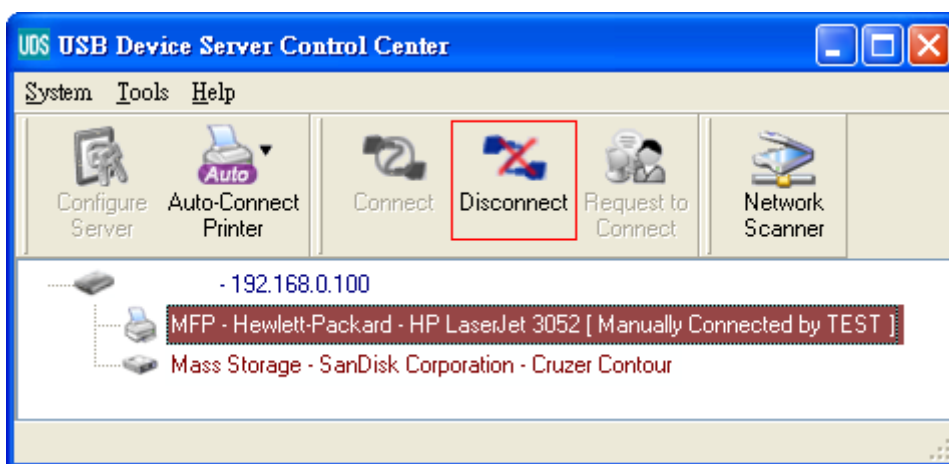 UDS USB Device Server Control Center
System Tools Help
Auto
Configure Server
Auto-Connect Printer
Connect
Disconnect
Request to Connect
Network Scanner
- 192.168.0.100
MFP - Hewlett-Packard - HP LaserJet 3052 [ Manually Connected by TEST ]
Mass Storage - SanDisk Corporation - Cruzer Contour